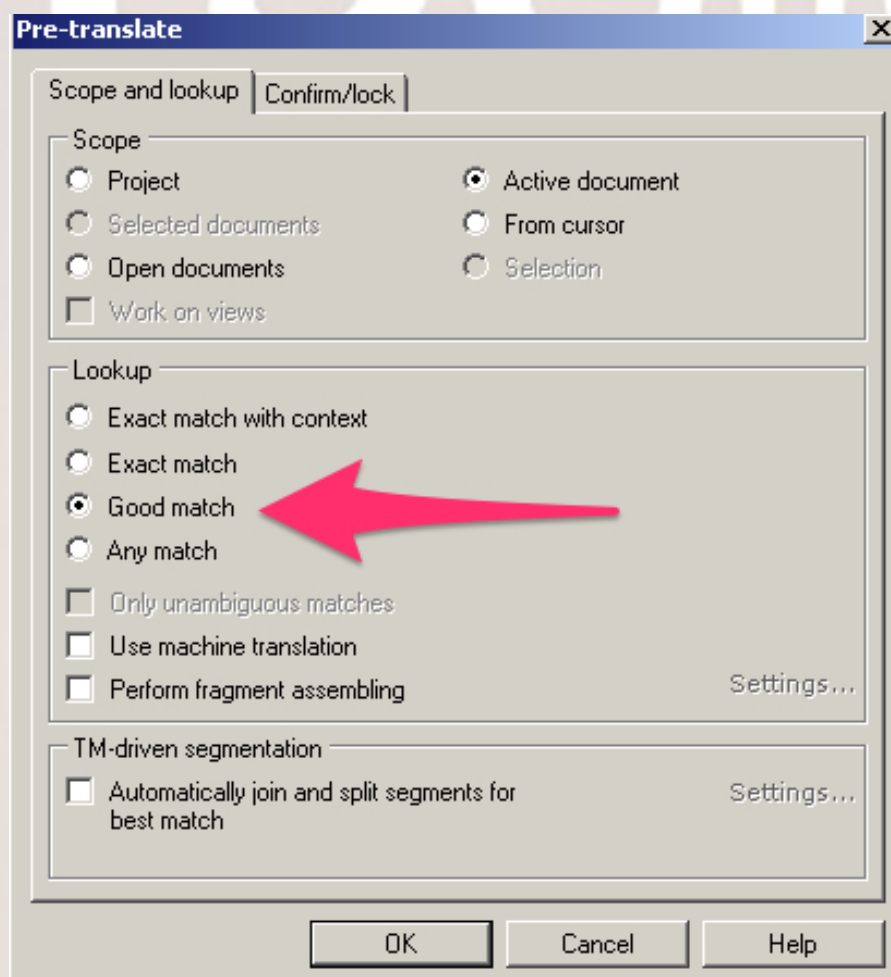 Pre-translate
Scope and lookup
Confirm/lock
Scope
Project
Active document
Selected documents
From cursor
Open documents
Selection
Work on views
Lookup
Exact match with context
Exact match
Good match
Any match
Only unambiguous matches
Use machine translation
Perform fragment assembling
Settings...
TM-driven segmentation
Automatically join and split segments for
best match
Settings...
OK
Cancel
Help